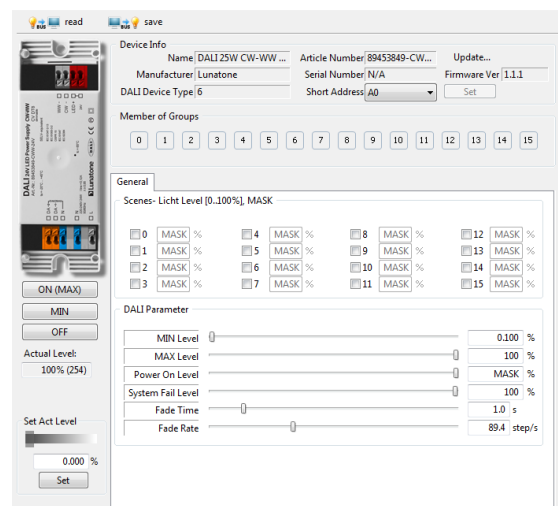 read save
Device Info
Name DALI 25W CW-WW ... Article Number 89453849-CW... Update...
Manufacturer Lunatone Serial Number N/A Firmware Ver 1.1.1
DALI Device Type 6 Short Address A0 Set
Member of Groups
0 1 2 3 4 5 6 7 8 9 10 11 12 13 14 15
General
Scenes- Licht Level [0..100%], MASK
0 MASK % 4 MASK % 8 MASK % 12 MASK %
1 MASK % 5 MASK % 9 MASK % 13 MASK %
2 MASK % 6 MASK % 10 MASK % 14 MASK %
3 MASK % 7 MASK % 11 MASK % 15 MASK %
ON (MAX)
MIN
OFF
Actual Level:
100% (254)
Set Act Level
0.000 %
Set
DALI Parameter
MIN Level 0.100 %
MAX Level 100 %
Power On Level MASK %
System Fail Level 100 %
Fade Time 1.0 s
Fade Rate 89.4 step/s
Lunatone